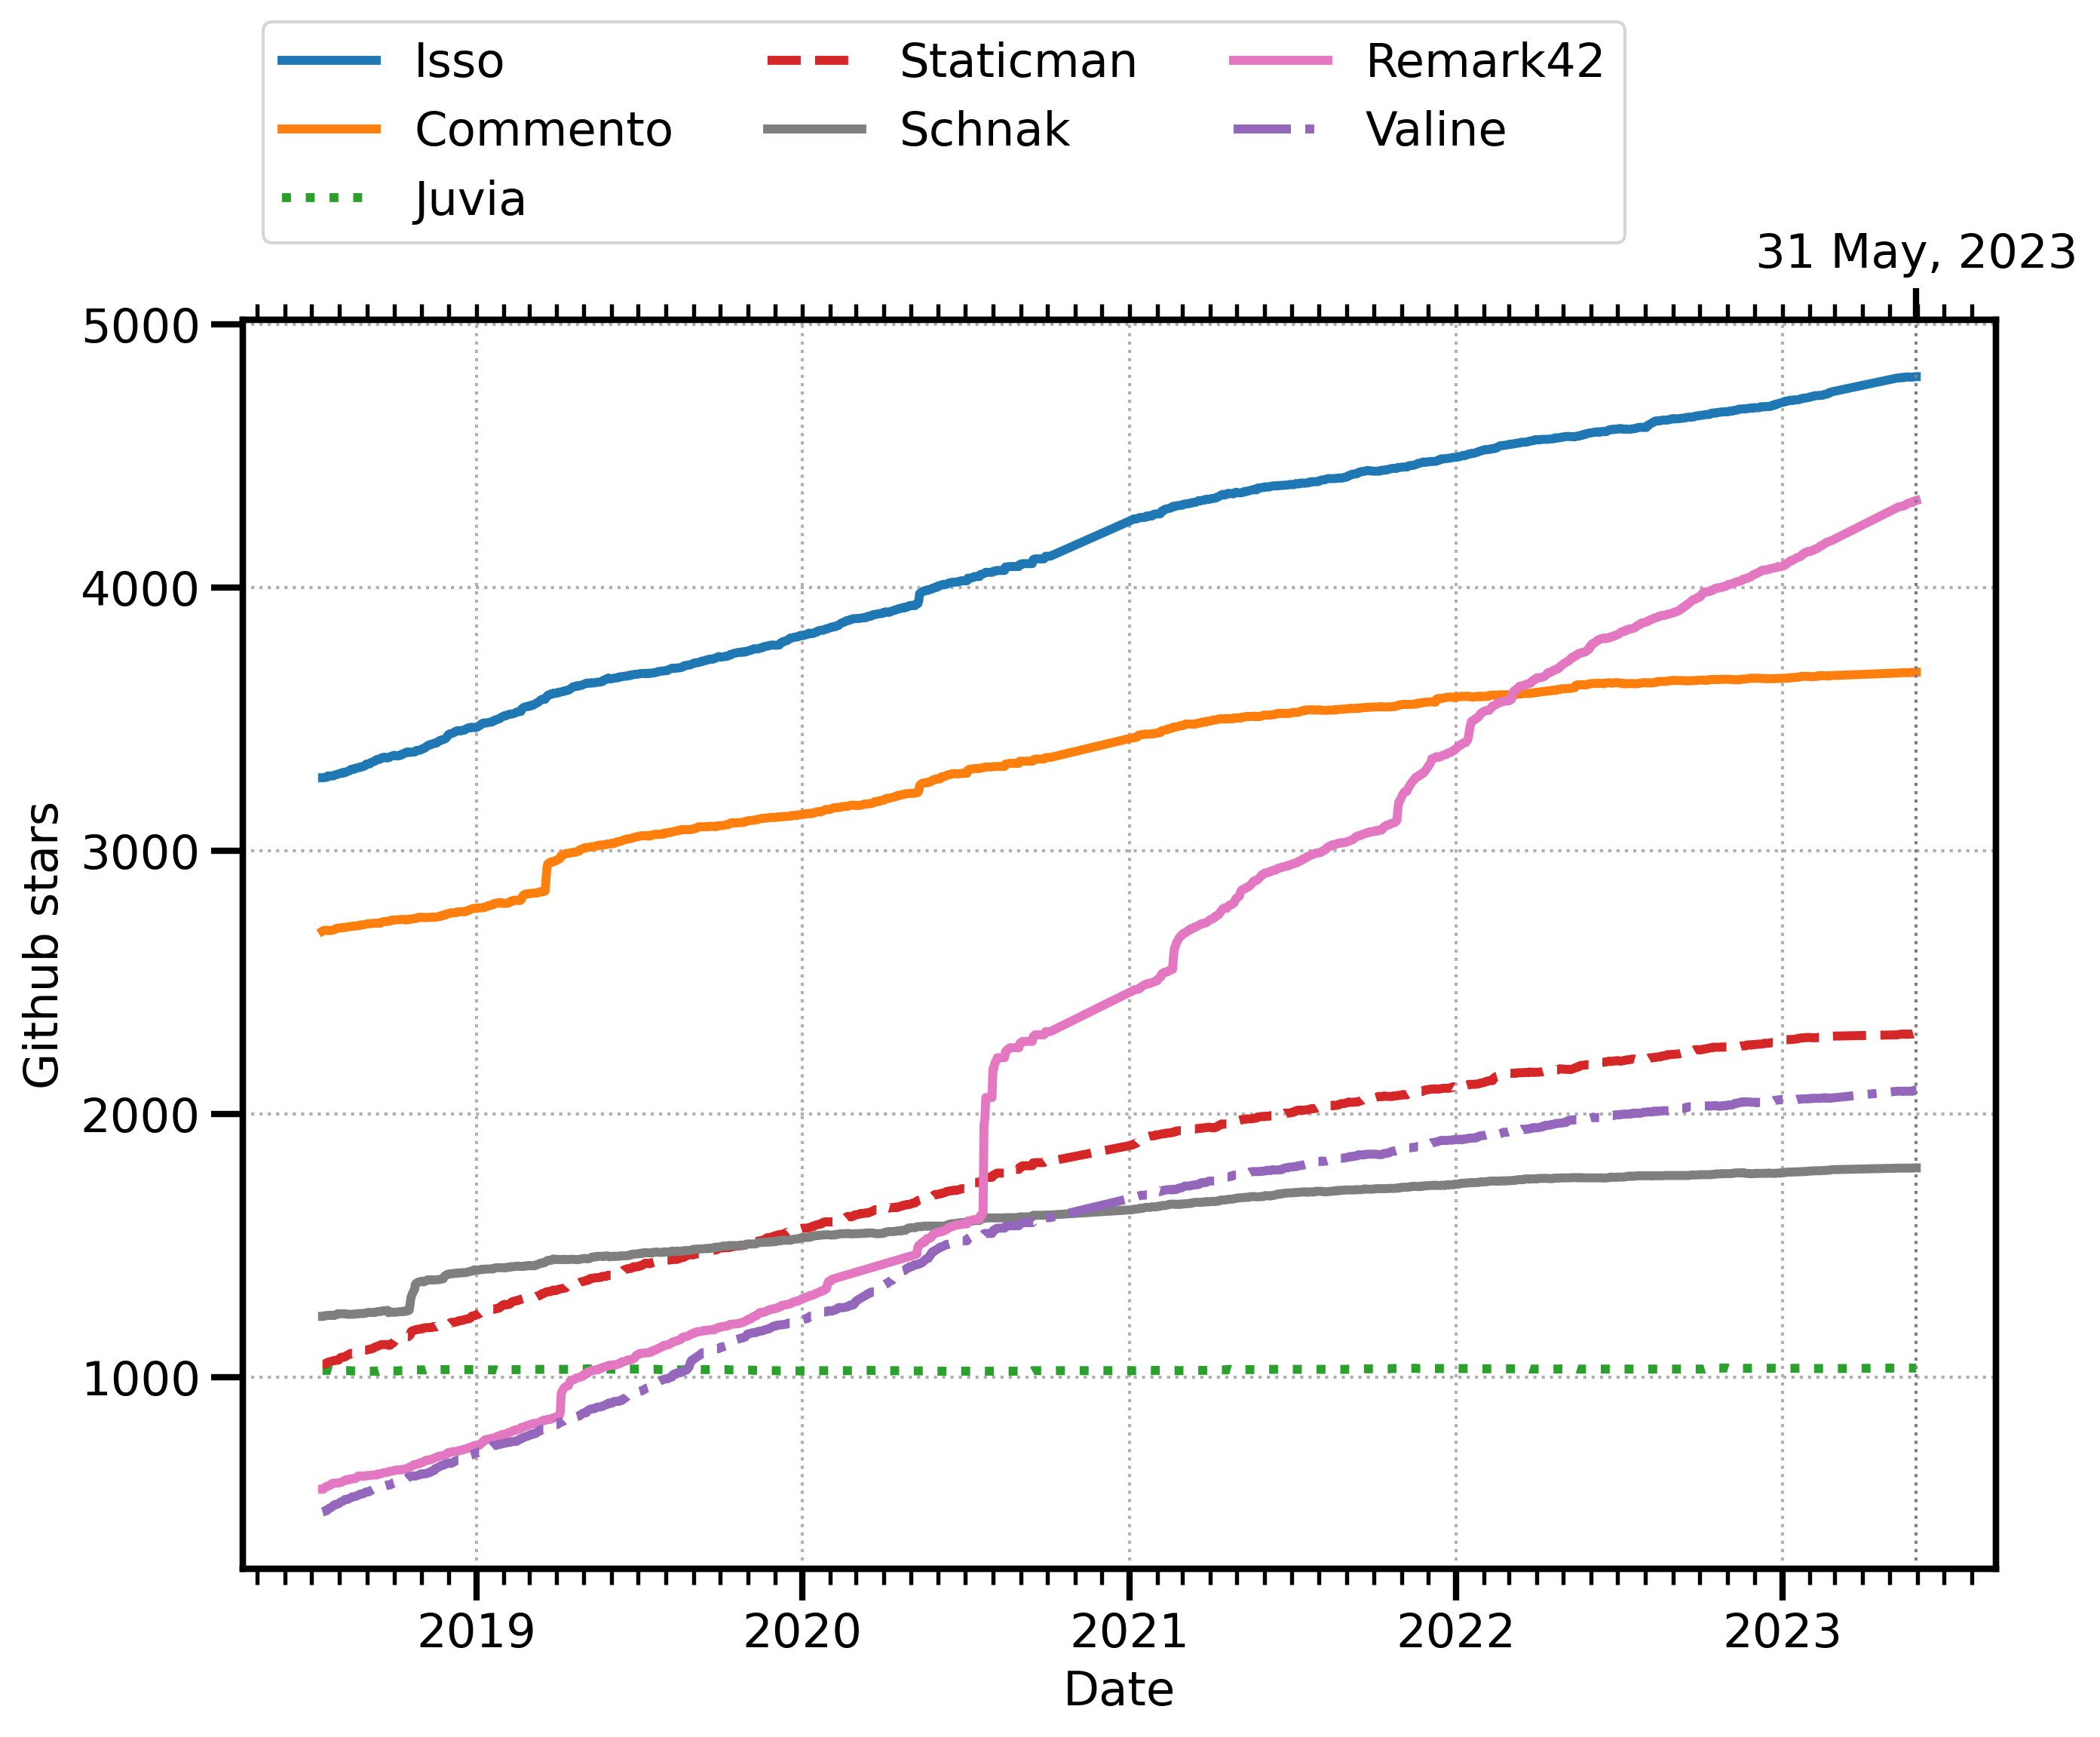 Isso
Commento
Juvia
Staticman
Schnak
Remark42
Valine
31 May, 2023
5000
4000
3000
2000
1000
Github stars
2019 2020 2021 2022 2023
Date